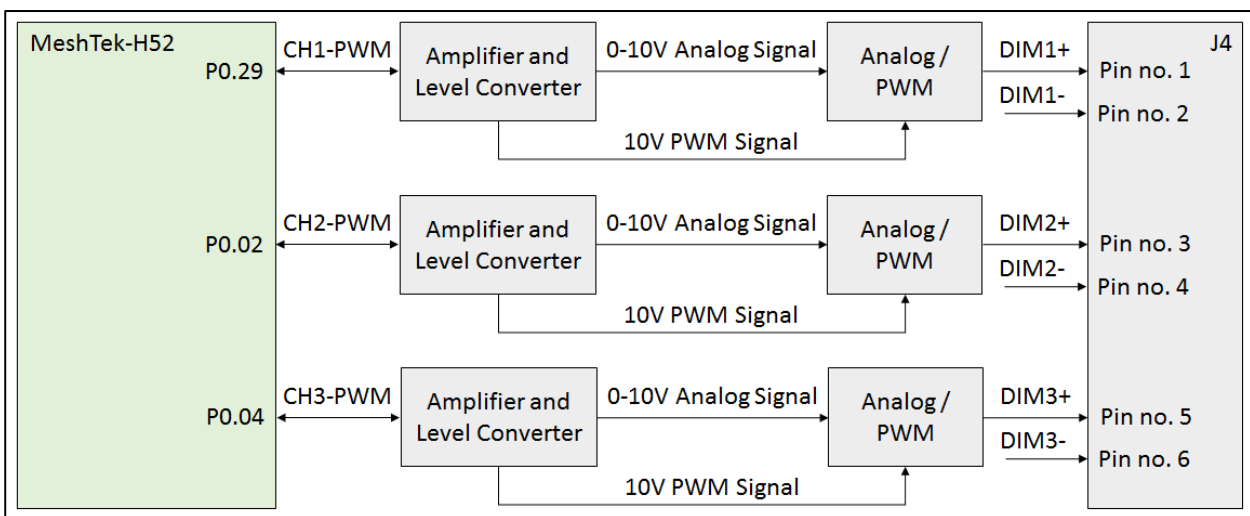 MeshTek-H52
J4
P0.29
CH1-PWM
Amplifier and
Level Converter
0-10V Analog Signal
10V PWM Signal
Analog /
PWM
DIM1+
DIM1-
Pin no. 1
Pin no. 2
P0.02
CH2-PWM
Amplifier and
Level Converter
0-10V Analog Signal
10V PWM Signal
Analog /
PWM
DIM2+
DIM2-
Pin no. 3
Pin no. 4
P0.04
CH3-PWM
Amplifier and
Level Converter
0-10V Analog Signal
10V PWM Signal
Analog /
PWM
DIM3+
DIM3-
Pin no. 5
Pin no. 6